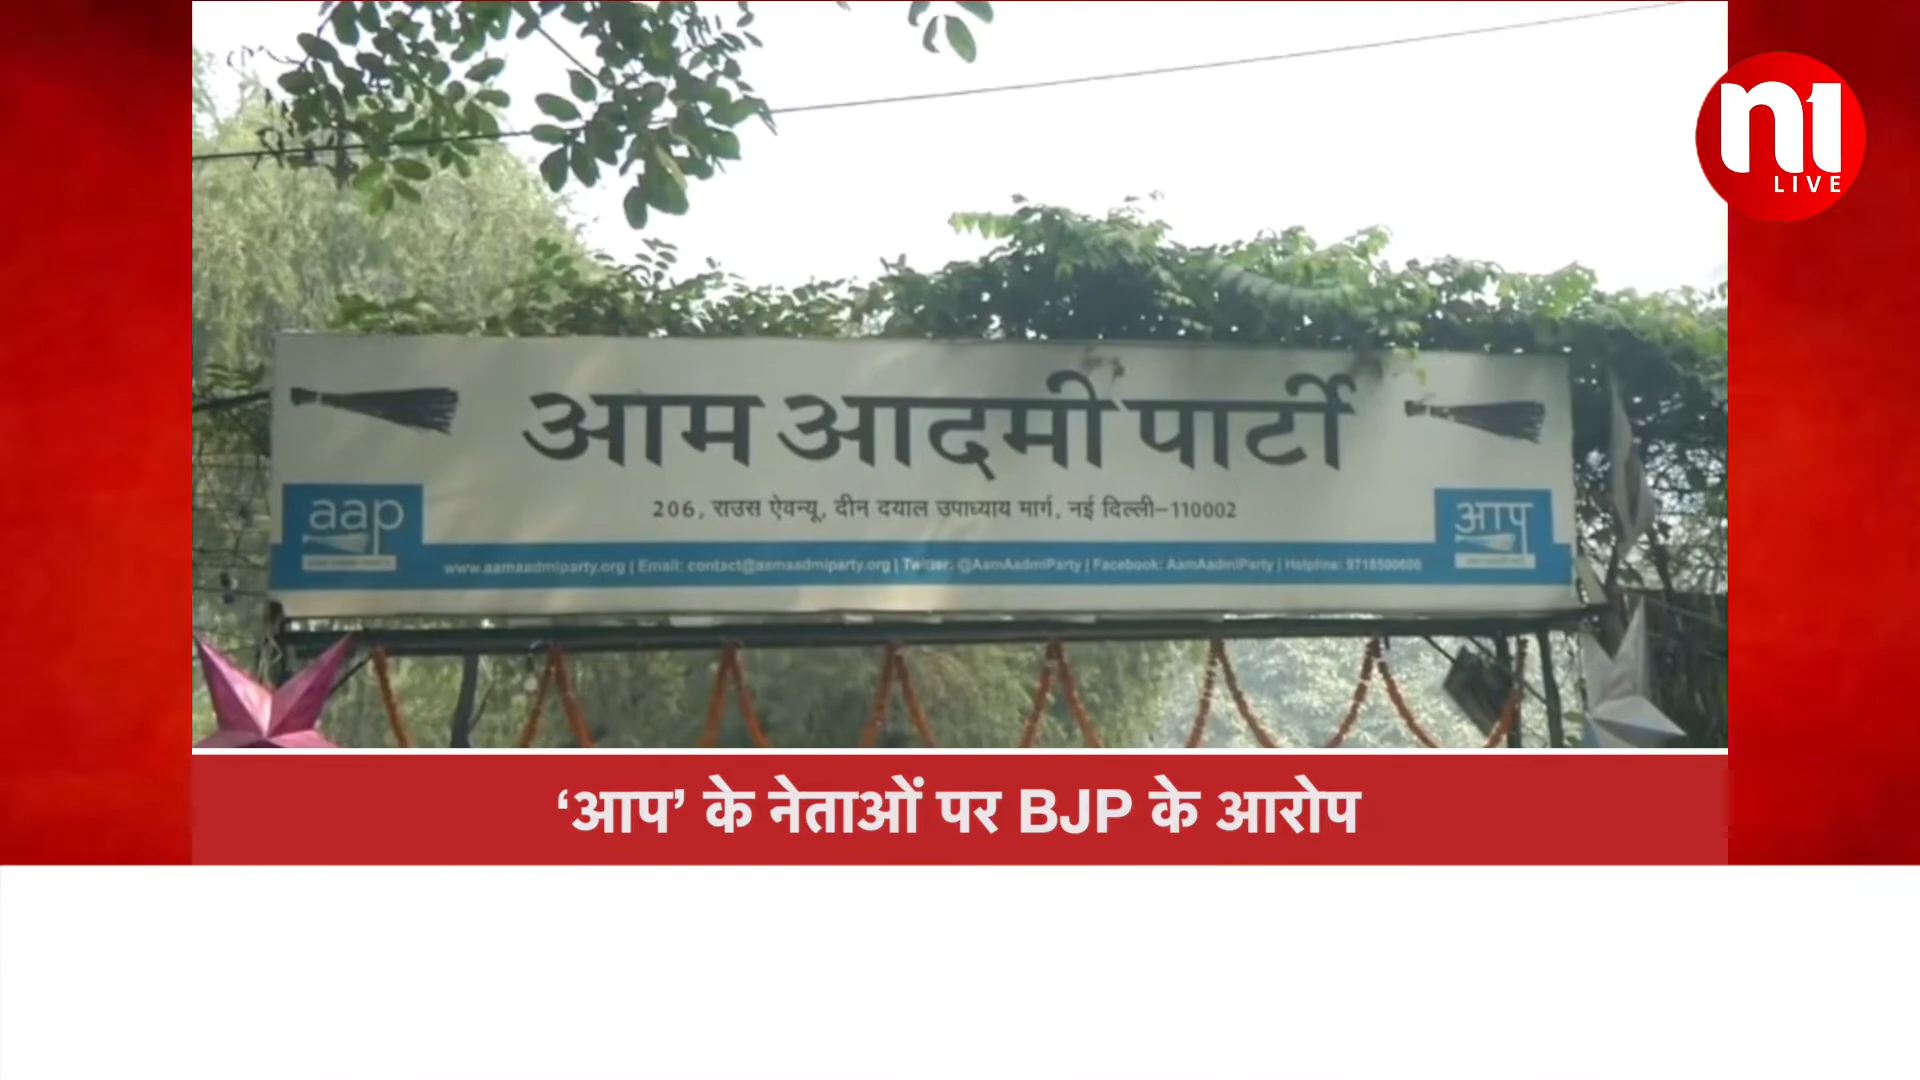 n1
LIVE
आम आदमी पार्टी
206, राउस ऐवन्यू, दीन दयाल उपाध्याय मार्ग, नई दिल्ली-110002
aap
आप
www.aamaadmiparty.org | Email: contact@aamaadmiparty.org | Twitter: @AamAadmiParty | Facebook: AamAadmiParty | Helpline:
‘आप’ के नेताओं पर BJP के आरोप